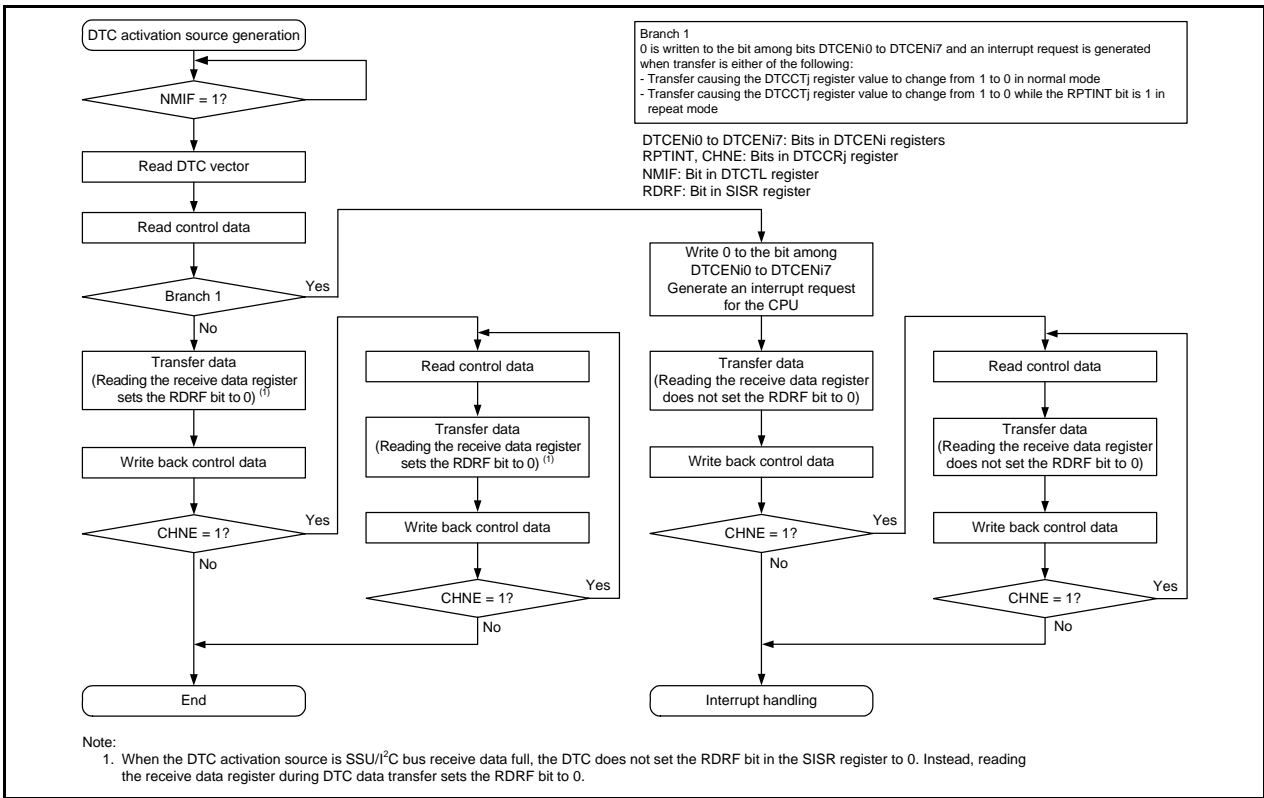 DTC activation source generation
NMIF = 1?
Read DTC vector
Read control data
Branch 1
Yes
No
Transfer data
(Reading the receive data register
sets the RDRF bit to 0) (1)
Write back control data
CHNE = 1?
Yes
No
Read control data
Transfer data
(Reading the receive data register
sets the RDRF bit to 0) (1)
Write back control data
CHNE = 1?
Yes
No
End
Branch 1
0 is written to the bit among bits DTCENi0 to DTCENi7 and an interrupt request is generated
when transfer is either of the following:
- Transfer causing the DTCCTj register value to change from 1 to 0 in normal mode
- Transfer causing the DTCCTj register value to change from 1 to 0 while the RPTINT bit is 1 in
repeat mode
DTCENi0 to DTCENi7: Bits in DTCENi registers
RPTINT, CHNE: Bits in DTCCRj register
NMIF: Bit in DTCTL register
RDRF: Bit in SISR register
Write 0 to the bit among
DTCENi0 to DTCENi7
Generate an interrupt request
for the CPU
Transfer data
(Reading the receive data register
does not set the RDRF bit to 0)
Write back control data
CHNE = 1?
Yes
No
Read control data
Transfer data
(Reading the receive data register
does not set the RDRF bit to 0)
Write back control data
CHNE = 1?
Yes
No
Interrupt handling
Note:
1. When the DTC activation source is SSU/I²C bus receive data full, the DTC does not set the RDRF bit in the SISR register to 0. Instead, reading
the receive data register during DTC data transfer sets the RDRF bit to 0.